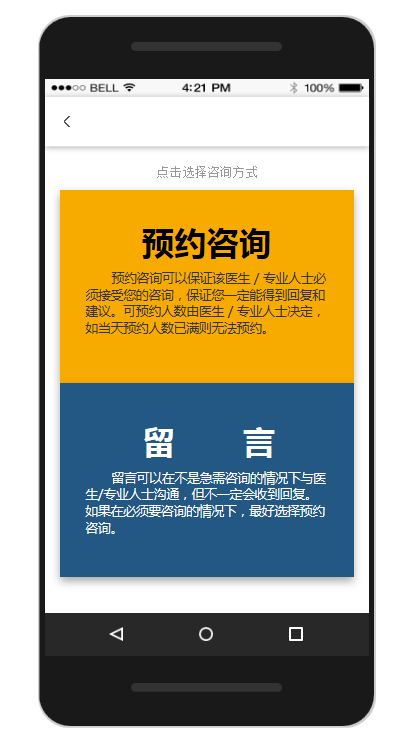 BELL 4:21 PM 100%
点击选择咨询方式
预约咨询
预约咨询可以保证该医生 / 专业人士必
须接受您的咨询，保证您一定能得到回复和
建议。可预约人数由医生 / 专业人士决定，
如当天预约人数已满则无法预约。
留 言
留言可以在不是急需咨询的情况下与医
生/专业人士沟通，但不一定会收到回复。
如果在必须要咨询的情况下，最好选择预约
咨询。